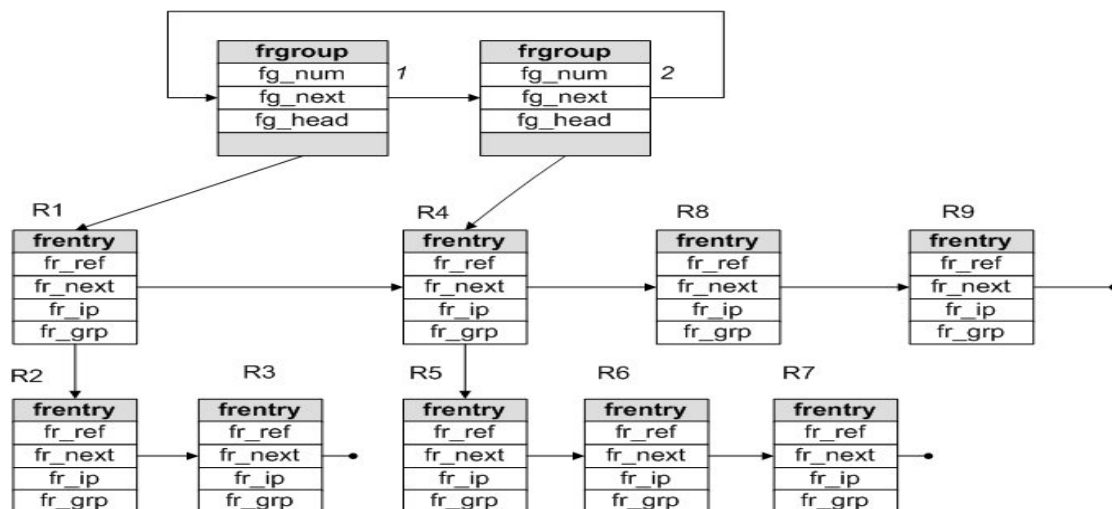 frgroup
fg_num
fg_next
fg_head
1
frgroup
fg_num
fg_next
fg_head
2
R1
frentry
fr_ref
fr_next
fr_ip
fr_grp
R4
frentry
fr_ref
fr_next
fr_ip
fr_grp
R8
frentry
fr_ref
fr_next
fr_ip
fr_grp
R9
frentry
fr_ref
fr_next
fr_ip
fr_grp
R2
frentry
fr_ref
fr_next
fr_ip
fr_grp
R3
frentry
fr_ref
fr_next
fr_ip
fr_grp
R5
frentry
fr_ref
fr_next
fr_ip
fr_grp
R6
frentry
fr_ref
fr_next
fr_ip
fr_grp
R7
frentry
fr_ref
fr_next
fr_ip
fr_grp